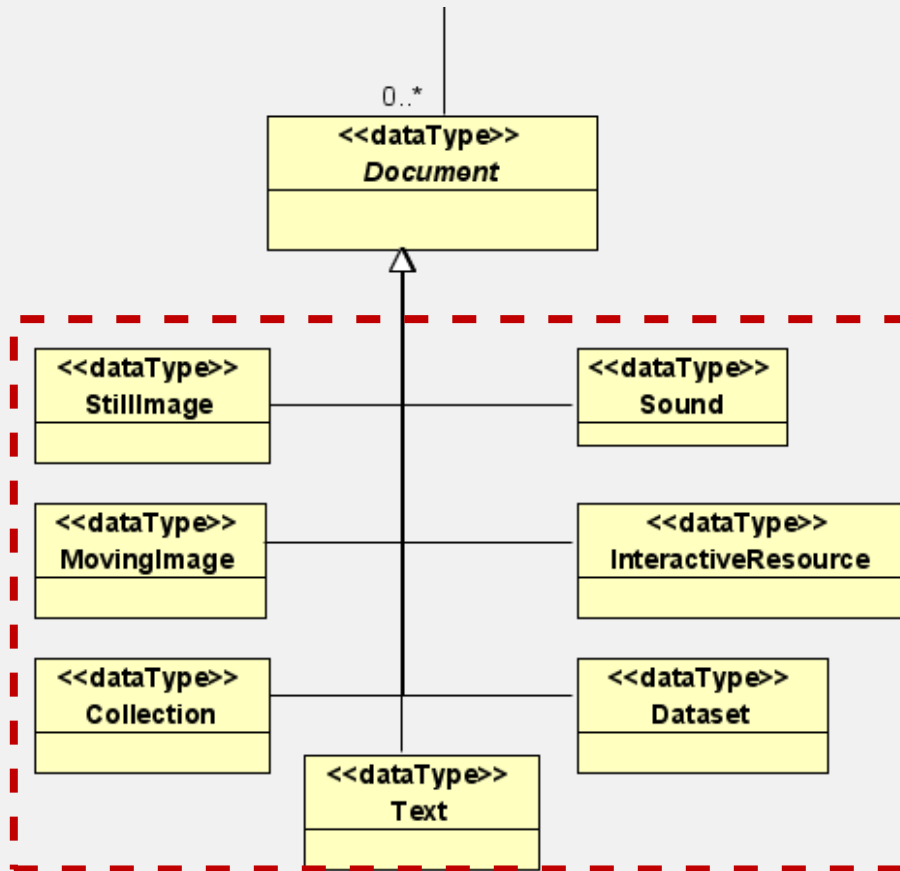 0..*
<<dataType>>
Document
<<dataType>>
StillImage
<<dataType>>
Sound
<<dataType>>
MovingImage
<<dataType>>
InteractiveResource
<<dataType>>
Collection
<<dataType>>
Dataset
<<dataType>>
Text